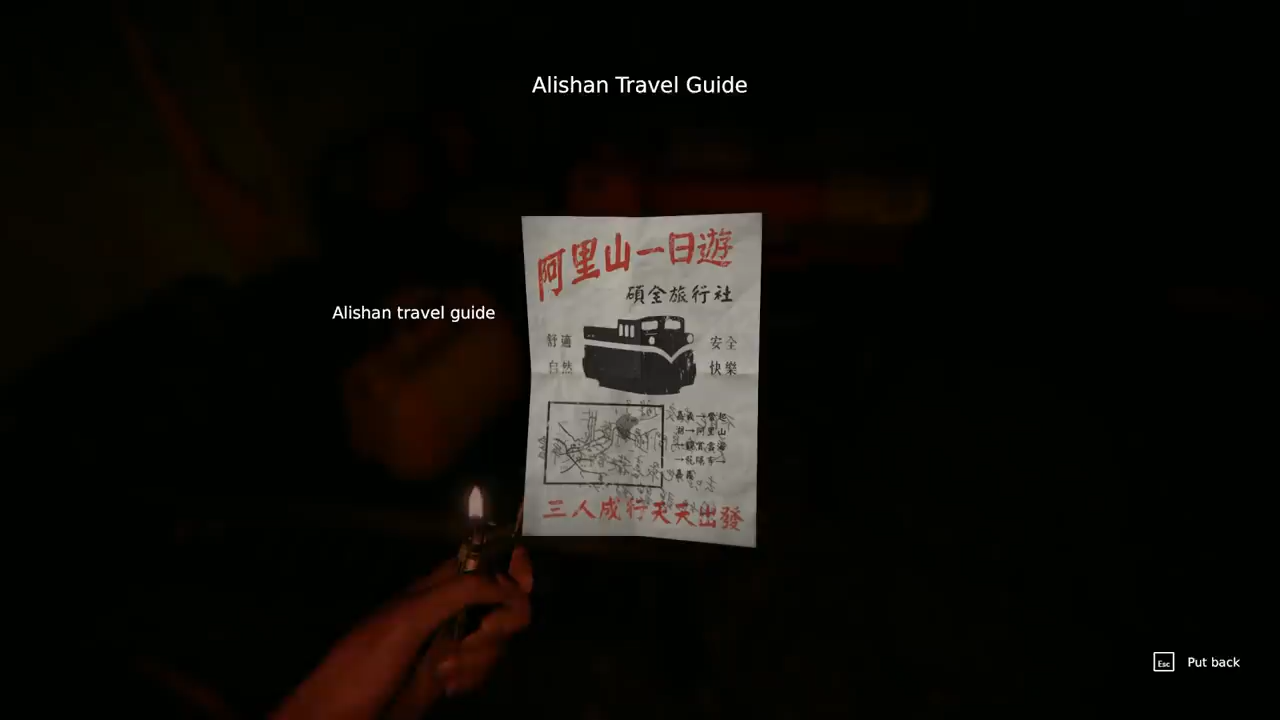 Alishan Travel Guide
阿里山一日遊
碩全旅行社
Alishan travel guide
舒適
安全
自然
快樂
三人成行天天出發
Esc Put back